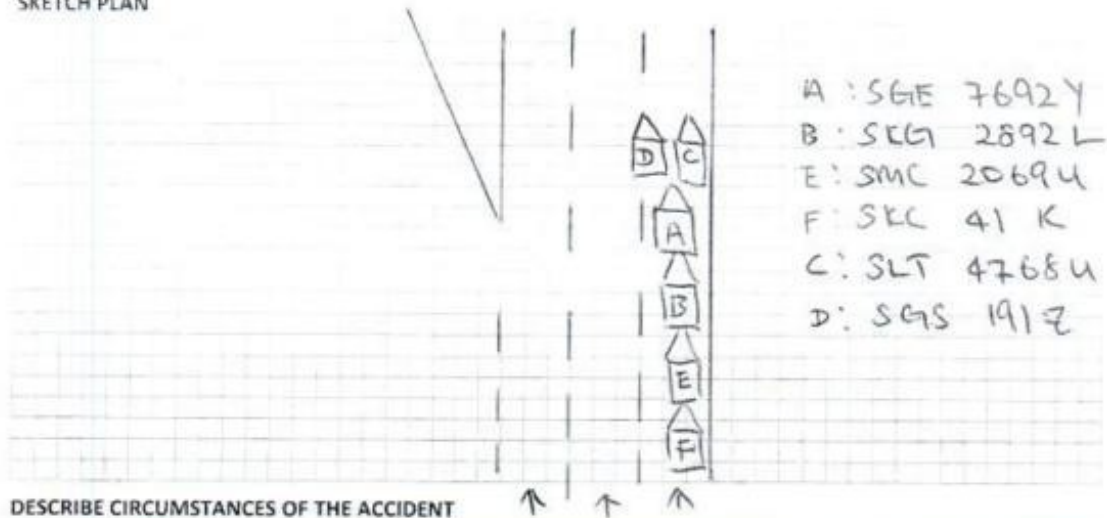 SKETCH PLAN
D C
A
B
E
F
A : SGE 7692Y
B : SKG 2892L
E : SMC 2069U
F : SKC 41 K
C : SLT 4768U
D : SGS 191Z
DESCRIBE CIRCUMSTANCES OF THE ACCIDENT